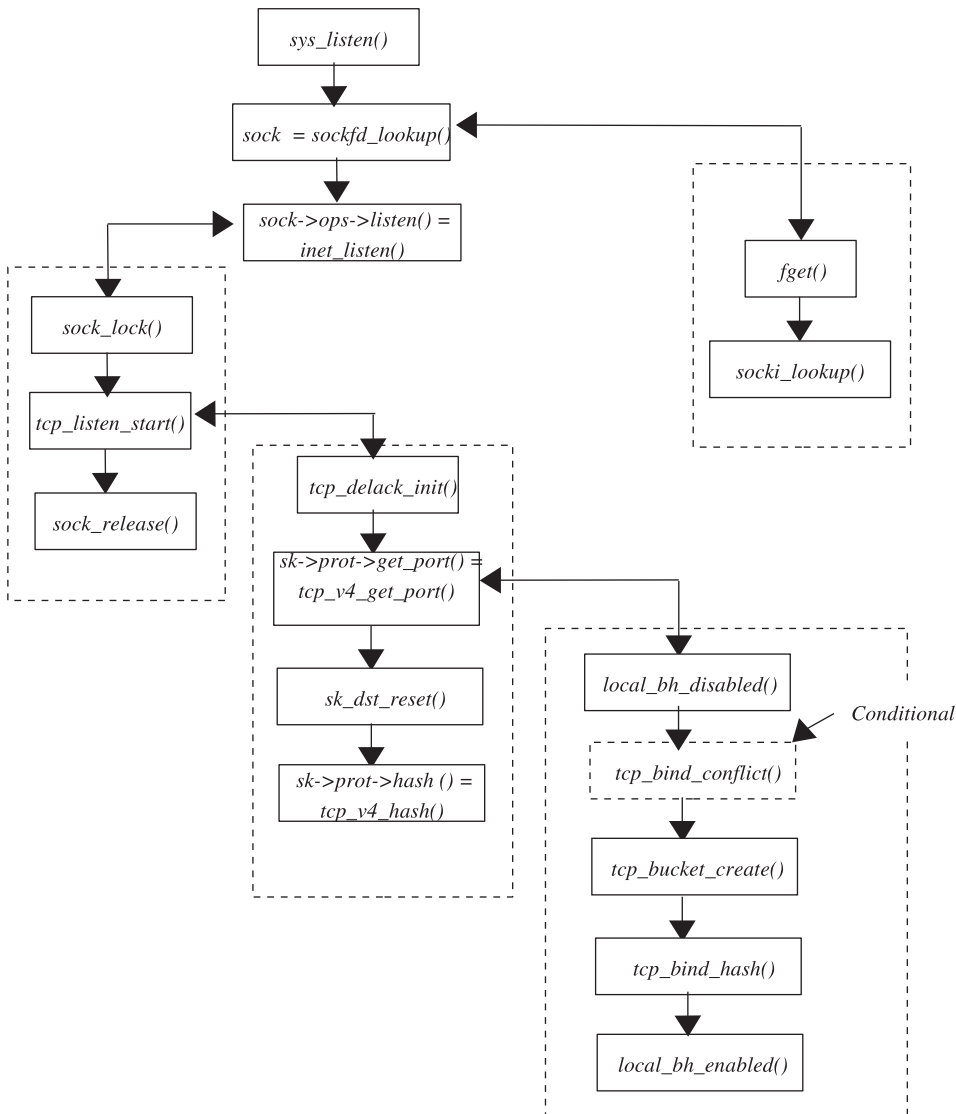 sys_listen()
sock = sockfd_lookup()
sock->ops->listen() =
inet_listen()
fget()
socki_lookup()
sock_lock()
tcp_listen_start()
sock_release()
tcp_delack_init()
sk->prot->get_port() =
tcp_v4_get_port()
sk_dst_reset()
sk->prot->hash () =
tcp_v4_hash()
local_bh_disabled()
Conditional
tcp_bind_conflict()
tcp_bucket_create()
tcp_bind_hash()
local_bh_enabled()